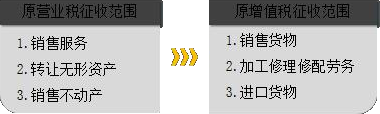 原营业税征收范围
1.销售服务
2.转让无形资产
3.销售不动产
原增值税征收范围
1.销售货物
2.加工修理修配劳务
3.进口货物